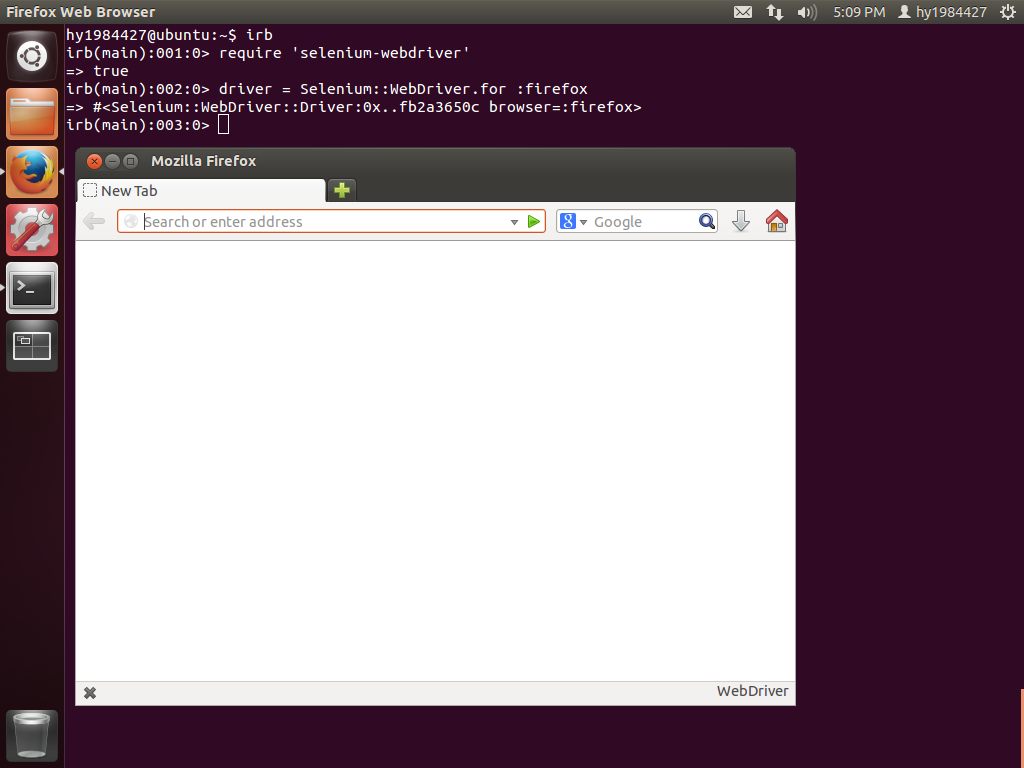 Firefox Web Browser
5:09 PM
hy1984427
hy1984427@ubuntu:~$ irb
irb(main):001:0> require 'selenium-webdriver'
=> true
irb(main):002:0> driver = Selenium::WebDriver.for :firefox
=> #<Selenium::WebDriver::Driver:0x..fb2a3650c browser=:firefox>
irb(main):003:0>
Mozilla Firefox
New Tab
Search or enter address
8 Google
>_
WebDriver